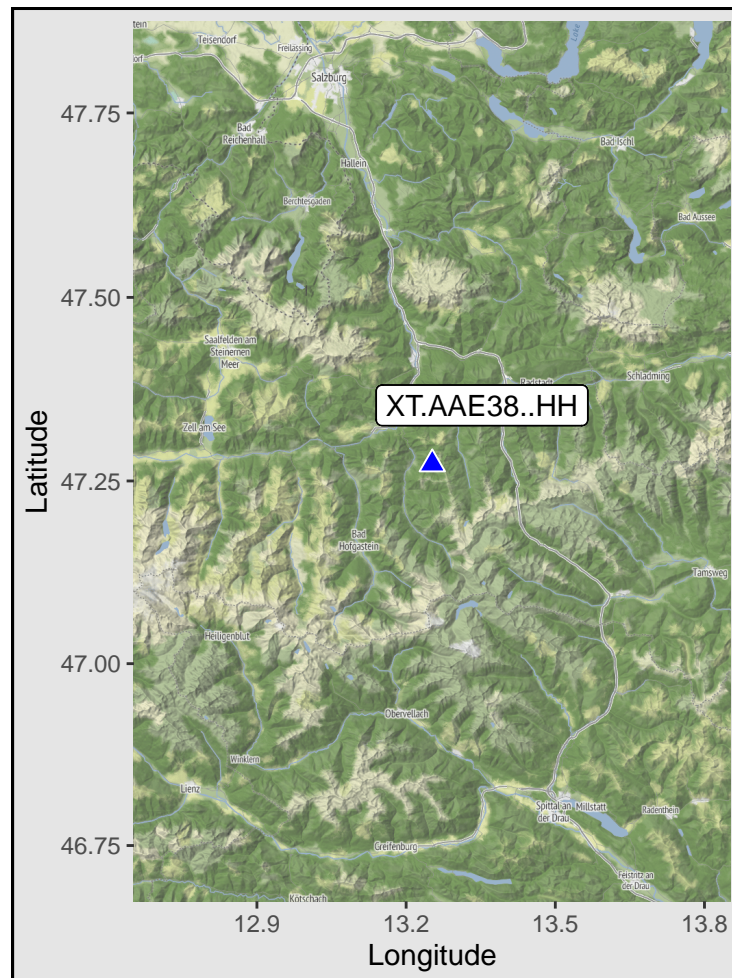 Teisendorf
Freilassing
Salzburg
47.75
Bad
Reichenhall
Bad Ischl
Hallein
Berchtesgaden
Bad Aussee
47.50
Saalfelden am
Steinernen
Meer
Radstadt
Schladming
XT.AAE38..HH
Zell am See
Latitude
47.25
Bad
Hofgastein
Tamsweg
Heiligenblut
47.00
Obervellach
Winklern
Lienz
Spittal an
der Drau
Millstatt
Radenthein
46.75
Greifenburg
Feistritz an
der Drau
Kötschach
12.9
13.2
13.5
13.8
Longitude